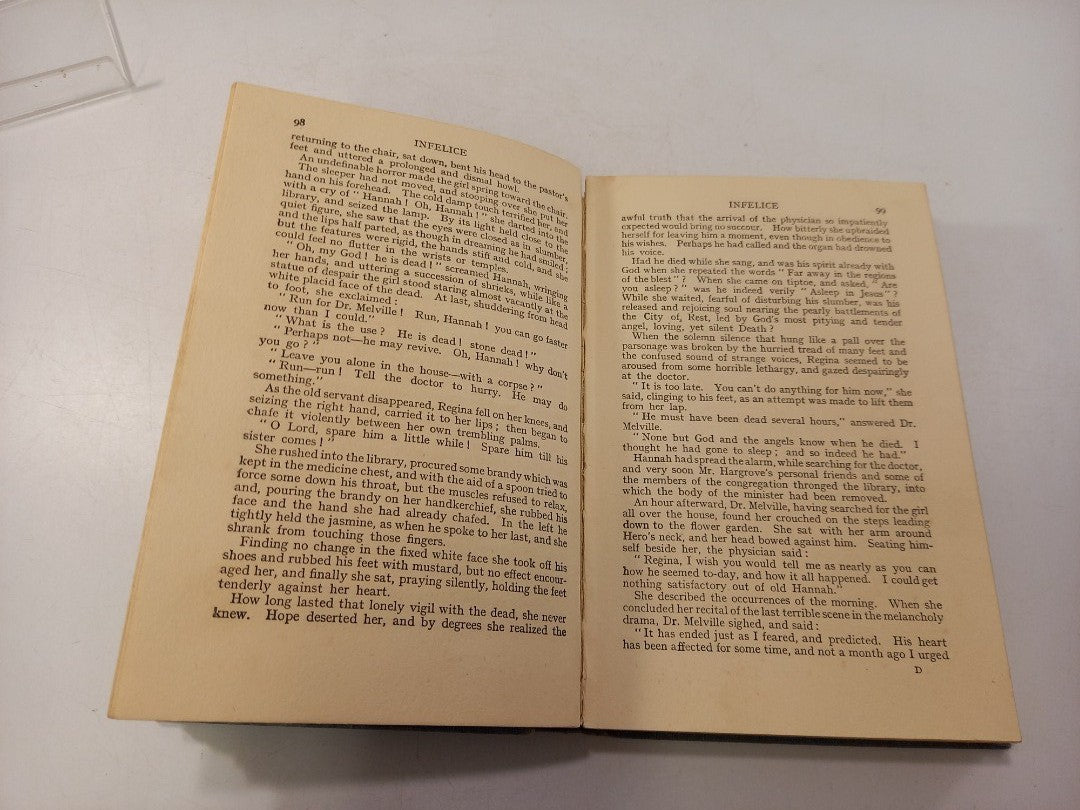 98
INFELICE
returning to the chair, sat down, bent his head to the pastor's
feet and uttered a prolonged and dismal howl.
An undefinable horror made the girl spring toward the chair.
The sleeper had not moved, and stooping over she put her
hand on his forehead. The cold damp touch terrified her, and
with a cry of " Hannah ! Oh, Hannah ! " she darted into the
library, and seized the lamp. By its light held close to the
quiet figure, she saw that the eyes were closed as in slumber,
and the lips half parted, as though in dreaming he had smiled ;
but the features were rigid, the hands stiff and cold, and she
could feel no flutter in the wrists or temples.
" Oh, my God ! he is dead ! " screamed Hannah, wringing
her hands, and uttering a succession of shrieks, while like a
statue of despair the girl stood staring almost vacantly at the
white placid face of the dead. At last, shuddering from head
to foot, she exclaimed :
" Run for Dr. Melville ! Run, Hannah ! you can go faster
now than I could."
" What is the use ? He is dead ! stone dead ! "
" Perhaps not—he may revive. Oh, Hannah ! why don't
you go ? "
" Leave you alone in the house—with a corpse ? "
" Run—run ! Tell the doctor to hurry. He may do
something."
As the old servant disappeared, Regina fell on her knees, and
seizing the right hand, carried it to her lips ; then began to
chafe it violently between her own trembling palms.
" O Lord, spare him a little while ! Spare him till his
sister comes ! "
She rushed into the library, procured some brandy which was
kept in the medicine chest, and with the aid of a spoon tried to
force some down his throat, but the muscles refused to relax,
and, pouring the brandy on her handkerchief, she rubbed his
face and the hand she had already chafed. In the left he
tightly held the jasmine, as when he spoke to her last, and she
shrank from touching those fingers.
Finding no change in the fixed white face she took off his
shoes and rubbed his feet with mustard, but no effect encour-
aged her, and finally she sat, praying silently, holding the feet
tenderly against her heart.
How long lasted that lonely vigil with the dead, she never
knew. Hope deserted her, and by degrees she realized the
INFELICE
99
awful truth that the arrival of the physician so impatiently
expected would bring no succour. How bitterly she upbraided
herself for leaving him a moment, even though in obedience to
his wishes. Perhaps he had called and the organ had drowned
his voice.
Had he died while she sang, and was his spirit already with
God when she repeated the words " Far away in the regions
of the blest " ? When she came on tiptoe, and asked, " Are
you asleep ? " was he indeed verily " Asleep in Jesus " ?
While she waited, fearful of disturbing his slumber, was his
released and rejoicing soul nearing the pearly battlements of
the City of, Rest, led by God's most pitying and tender
angel, loving, yet silent Death ?
When the solemn silence that hung like a pall over the
parsonage was broken by the hurried tread of many feet and
the confused sound of strange voices, Regina seemed to be
aroused from some horrible lethargy, and gazed despairingly
at the doctor.
" It is too late. You can't do anything for him now," she
said, clinging to his feet, as an attempt was made to lift them
from her lap.
" He must have been dead several hours," answered Dr.
Melville.
" None but God and the angels know when he died. I
thought he had gone to sleep ; and so indeed he had."
Hannah had spread the alarm, while searching for the doctor,
and very soon Mr. Hargrove's personal friends and some of
the members of the congregation thronged the library, into
which the body of the minister had been removed.
An hour afterward, Dr. Melville, having searched for the girl
all over the house, found her crouched on the steps leading
down to the flower garden. She sat with her arm around
Hero's neck, and her head bowed against him. Seating him-
self beside her, the physician said :
" Regina, I wish you would tell me as nearly as you can
how he seemed to-day, and how it all happened. I could get
nothing satisfactory out of old Hannah."
She described the occurrences of the morning. When she
concluded her recital of the last terrible scene in the melancholy
drama, Dr. Melville sighed, and said :
" It has ended just as I feared, and predicted. His heart
has been affected for some time, and not a month ago I urged
D